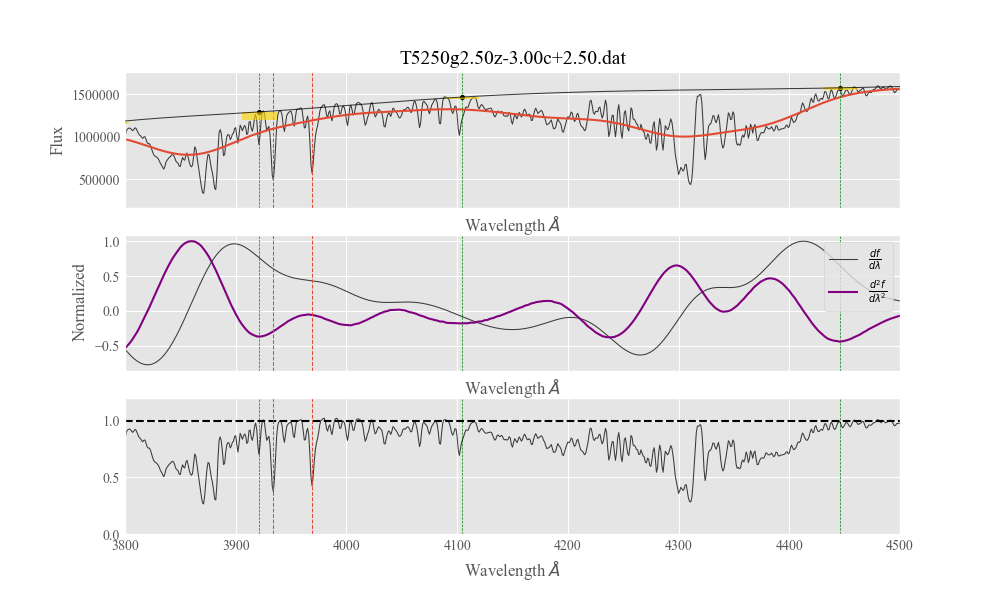 T5250g2.50z-3.00c+2.50.dat
1500000
1000000
500000
Flux
Wavelength Å
1.0
0.5
0.0
−0.5
Normalized
df/dλ
d²f/dλ²
Wavelength Å
1.0
0.5
0.0
3800 3900 4000 4100 4200 4300 4400 4500
Wavelength Å